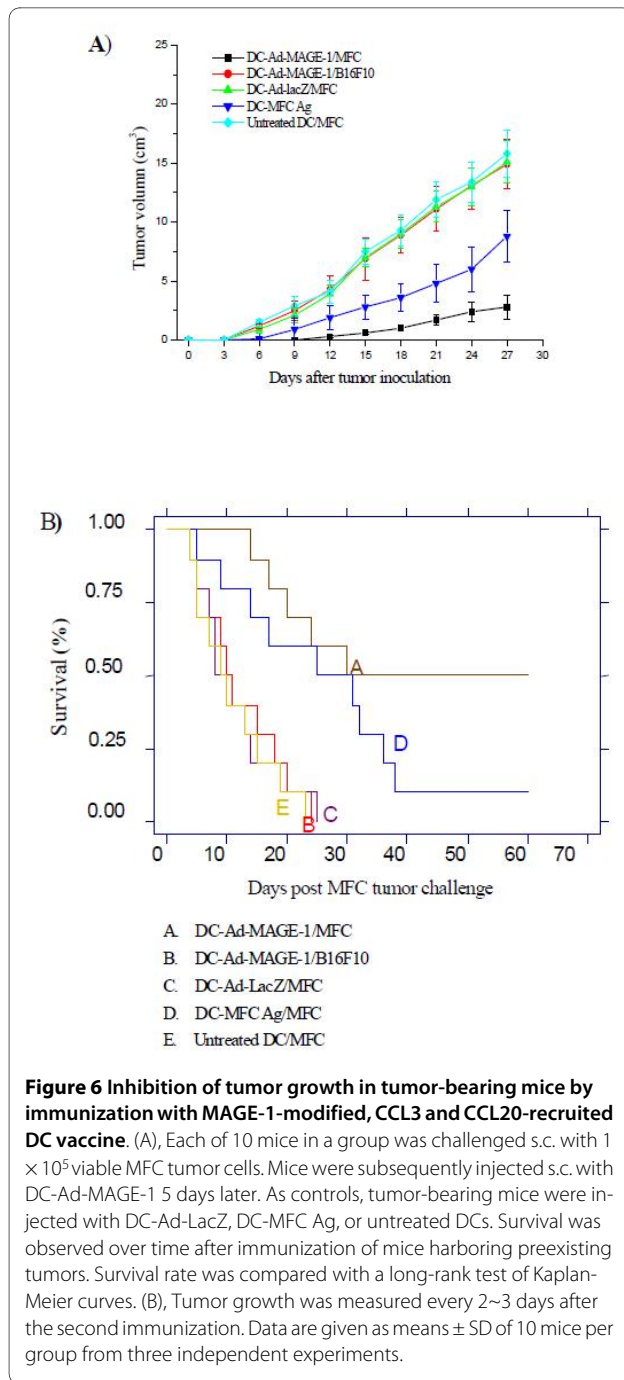 A)
DC-Ad-MAGE-1/MFC
DC-Ad-MAGE-1/B16F10
DC-Ad-lacZ/MFC
DC-MFC Ag
Untreated DC/MFC
Tumor volumn (cm³)
25
20
15
10
5
0
0 3 6 9 12 15 18 21 24 27 30
Days after tumor inoculation
B)
Survival (%)
1.00
0.75
0.50
0.25
0.00
A
D
E
B
C
0 10 20 30 40 50 60 70
Days post MFC tumor challenge
A. DC-Ad-MAGE-1/MFC
B. DC-Ad-MAGE-1/B16F10
C. DC-Ad-LacZ/MFC
D. DC-MFC Ag/MFC
E. Untreated DC/MFC
Figure 6 Inhibition of tumor growth in tumor-bearing mice by
immunization with MAGE-1-modified, CCL3 and CCL20-recruited
DC vaccine. (A), Each of 10 mice in a group was challenged s.c. with 1
× 10⁵ viable MFC tumor cells. Mice were subsequently injected s.c. with
DC-Ad-MAGE-1 5 days later. As controls, tumor-bearing mice were in-
jected with DC-Ad-LacZ, DC-MFC Ag, or untreated DCs. Survival was
observed over time after immunization of mice harboring preexisting
tumors. Survival rate was compared with a long-rank test of Kaplan-
Meier curves. (B), Tumor growth was measured every 2~3 days after
the second immunization. Data are given as means ± SD of 10 mice per
group from three independent experiments.